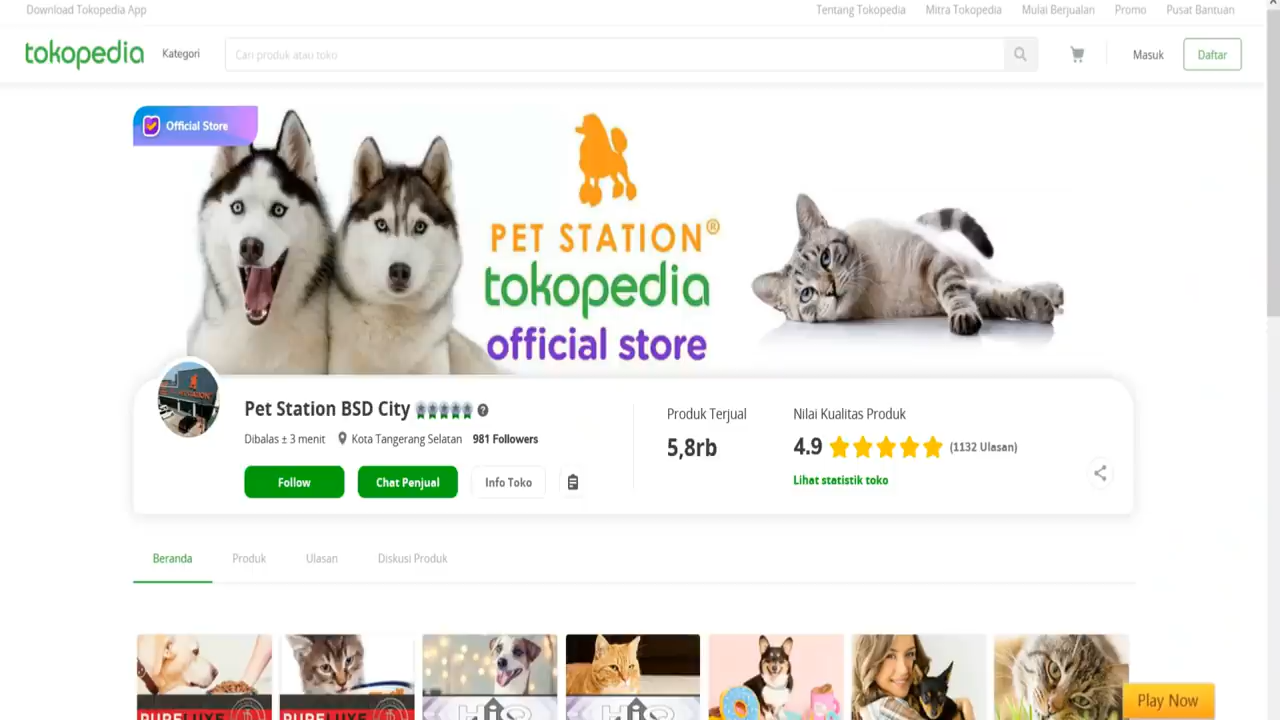 Download Tokopedia App
Tentang Tokopedia Mitra Tokopedia Mulai Berjualan Promo Pusat Bantuan
tokopedia Kategori Cari produk atau toko Masuk Daftar
Official Store
PET STATION®
tokopedia
official store
Pet Station BSD City
Dibalas ± 3 menit Kota Tangerang Selatan 981 Followers
Follow Chat Penjual Info Toko
Produk Terjual
5,8rb
Nilai Kualitas Produk
4.9 (1132 Ulasan)
Lihat statistik toko
Beranda Produk Ulasan Diskusi Produk
PURELUXE PURELUXE
Play Now